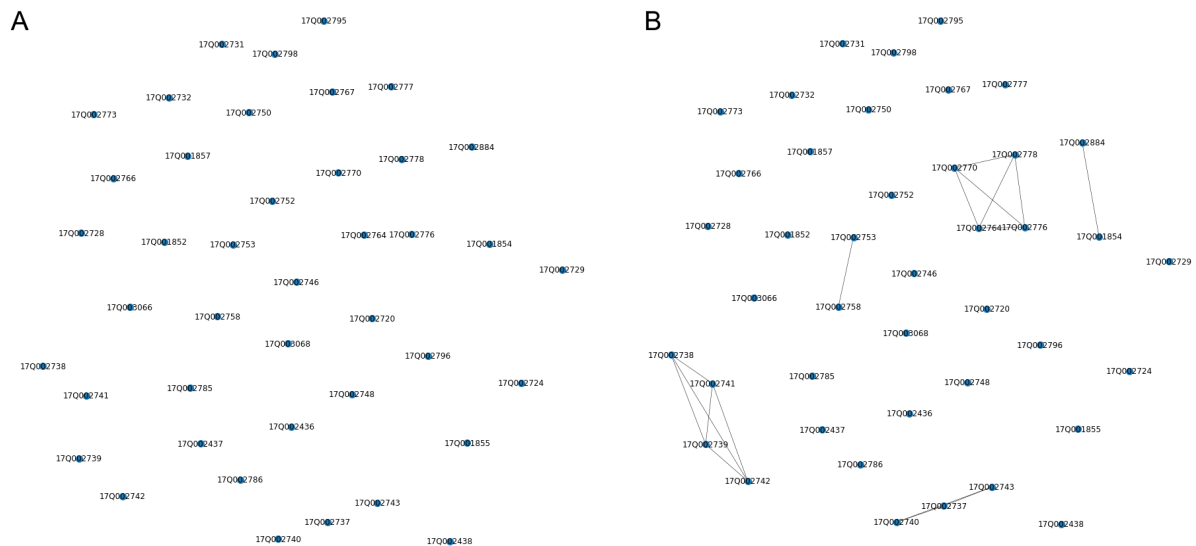 A
17Q002795
17Q002731
17Q002798
17Q002767
17Q002777
17Q002732
17Q002750
17Q002773
17Q001857
17Q002884
17Q002778
17Q002770
17Q002766
17Q002752
17Q002728
17Q001852
17Q002753
17Q002764
17Q002776
17Q001854
17Q002729
17Q002746
17Q003066
17Q002758
17Q002720
17Q003068
17Q002796
17Q002738
17Q002741
17Q002785
17Q002724
17Q002748
17Q002436
17Q002437
17Q001855
17Q002739
17Q002786
17Q002742
17Q002743
17Q002737
17Q002740
17Q002438
B
17Q002795
17Q002731
17Q002798
17Q002767
17Q002777
17Q002732
17Q002750
17Q002773
17Q001857
17Q002884
17Q002778
17Q002770
17Q002766
17Q002752
17Q002728
17Q001852
17Q002753
17Q002764
17Q002776
17Q001854
17Q002729
17Q002746
17Q003066
17Q002758
17Q002720
17Q003068
17Q002796
17Q002738
17Q002741
17Q002785
17Q002724
17Q002748
17Q002436
17Q002437
17Q001855
17Q002739
17Q002786
17Q002742
17Q002743
17Q002737
17Q002740
17Q002438